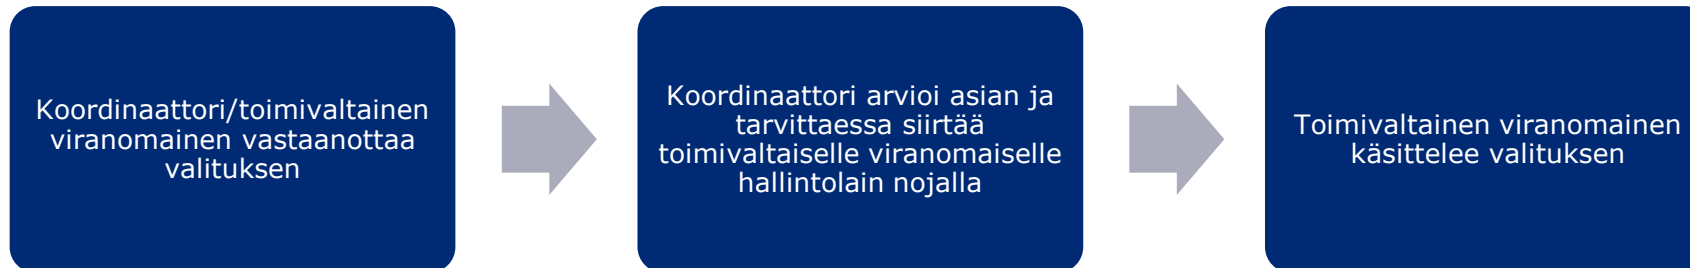 Koordinaattori/toimivaltainen
viranomainen vastaanottaa
valituksen
Koordinaattori arvioi asian ja
tarvittaessa siirtää
toimivaltaiselle viranomaiselle
hallintolain nojalla
Toimivaltainen viranomainen
käsittelee valituksen